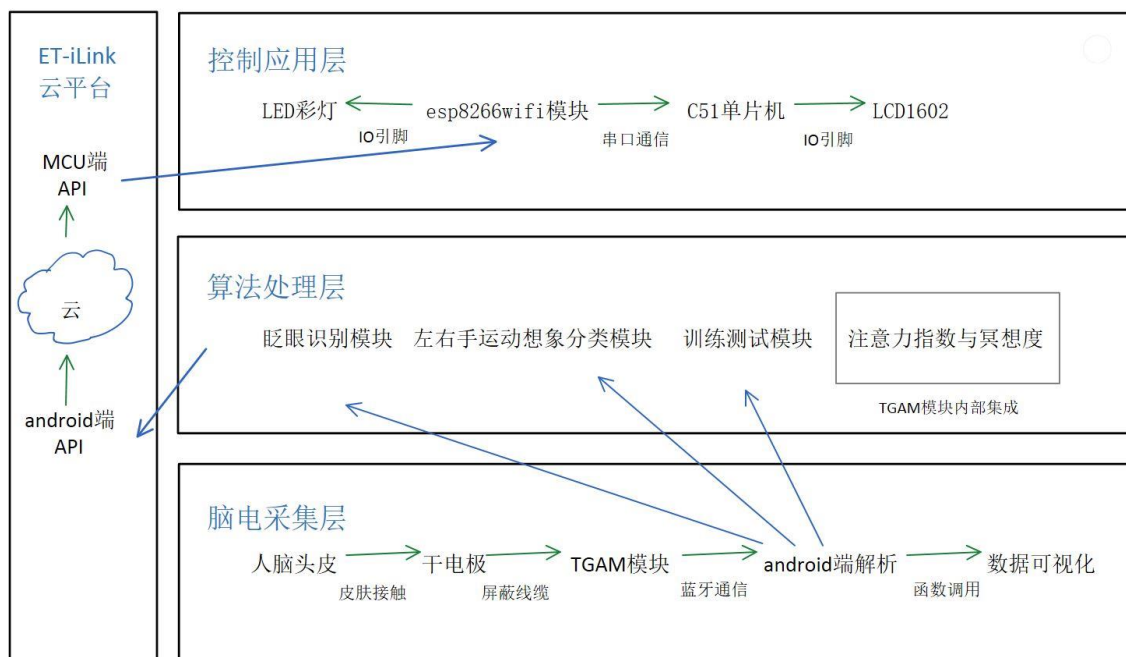 ET-iLink
云平台
MCU端
API
云
android端
API
控制应用层
LED彩灯
esp8266wifi模块
C51单片机
LCD1602
IO引脚
串口通信
IO引脚
算法处理层
眨眼识别模块
左右手运动想象分类模块
训练测试模块
注意力指数与冥想度
TGAM模块内部集成
脑电采集层
人脑头皮
干电极
TGAM模块
android端解析
数据可视化
皮肤接触
屏蔽线缆
蓝牙通信
函数调用